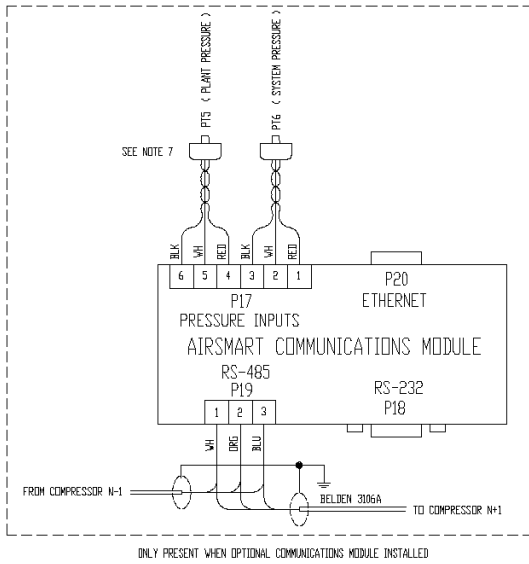 PT5 ( PLANT PRESSURE )
PT6 ( SYSTEM PRESSURE )
SEE NOTE 7
BLK WH RED BLK WH RED
6 5 4 3 2 1
P17
PRESSURE INPUTS
P20
ETHERNET
AIRSMART COMMUNICATIONS MODULE
RS-485
P19
RS-232
P18
1 2 3
WH ORG BLU
FROM COMPRESSOR N-1
BELDEN 3106A
TO COMPRESSOR N+1
ONLY PRESENT WHEN OPTIONAL COMMUNICATIONS MODULE INSTALLED